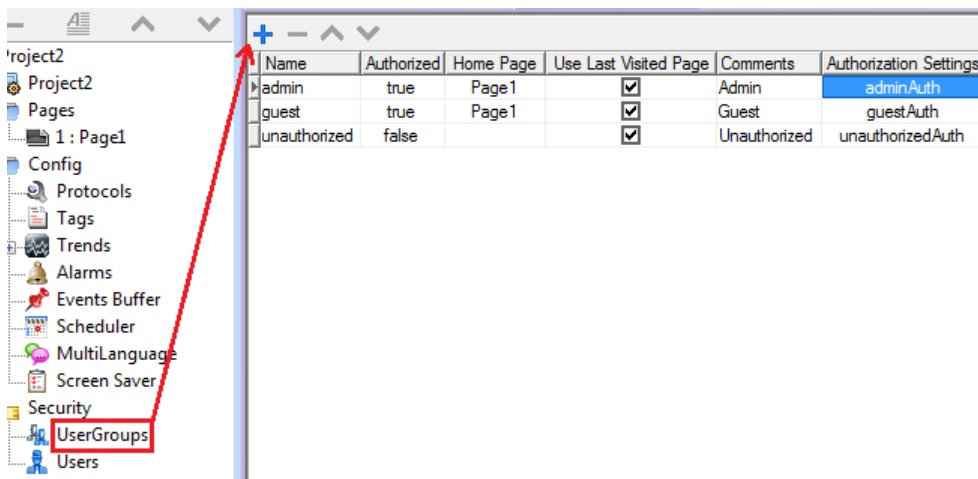 Project2
Project2
Pages
1 : Page1
Config
Protocols
Tags
Trends
Alarms
Events Buffer
Scheduler
MultiLanguage
Screen Saver
Security
UserGroups
Users
Name Authorized Home Page Use Last Visited Page Comments Authorization Settings
admin true Page1 Admin adminAuth
guest true Page1 Guest guestAuth
unauthorized false Unauthorized unauthorizedAuth